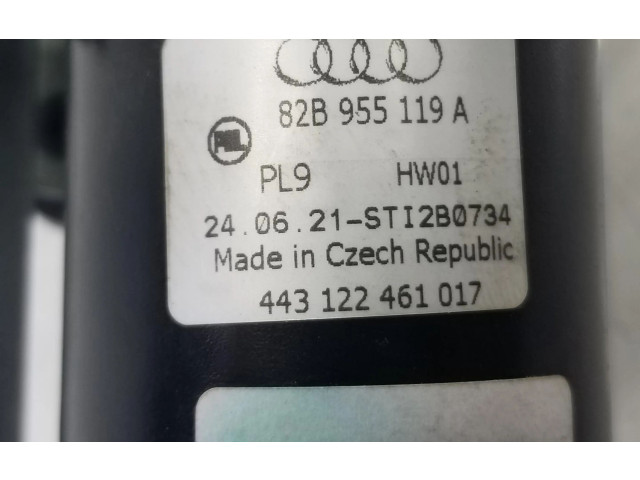 82B 955 119 A
PL9 HW01
24.06.21-STI2B0734
Made in Czech Republic
443 122 461 017